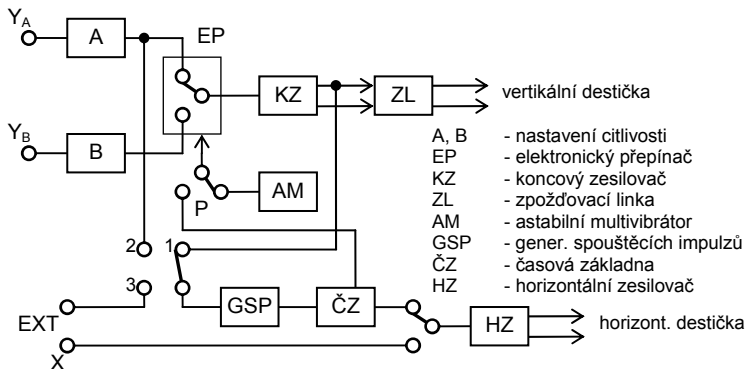 Y_A
A
EP
KZ
ZL
vertikální destička
Y_B
B
P
AM
A, B - nastavení citlivosti
EP - elektronický přepínač
KZ - koncový zesilovač
ZL - zpožďovací linka
AM - astabilní multivibrátor
GSP - gener. spouštěcích impulzů
ČZ - časová základna
HZ - horizontální zesilovač
2
1
3
EXT
GSP
ČZ
HZ
horizont. destička
X